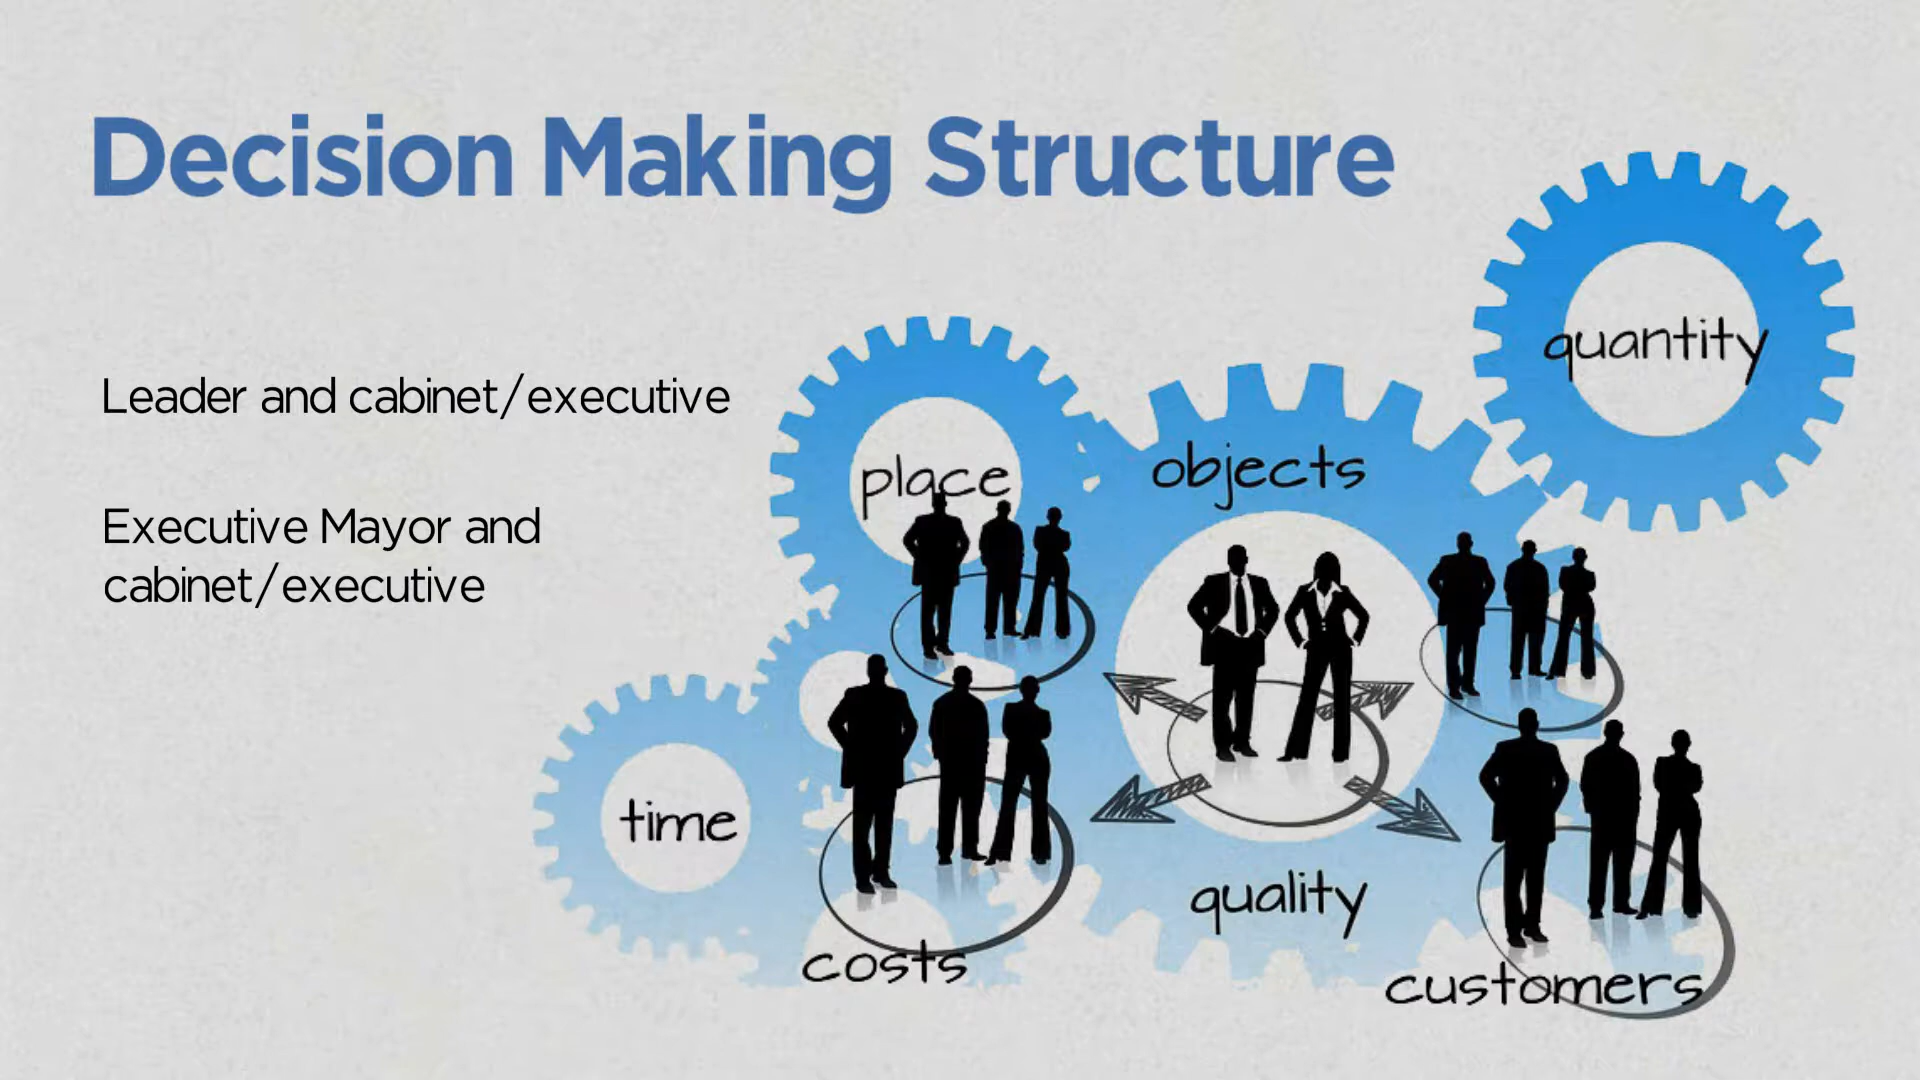 Decision Making Structure
Leader and cabinet/executive
Executive Mayor and
cabinet/executive
quantity
place
objects
time
quality
costs
customers